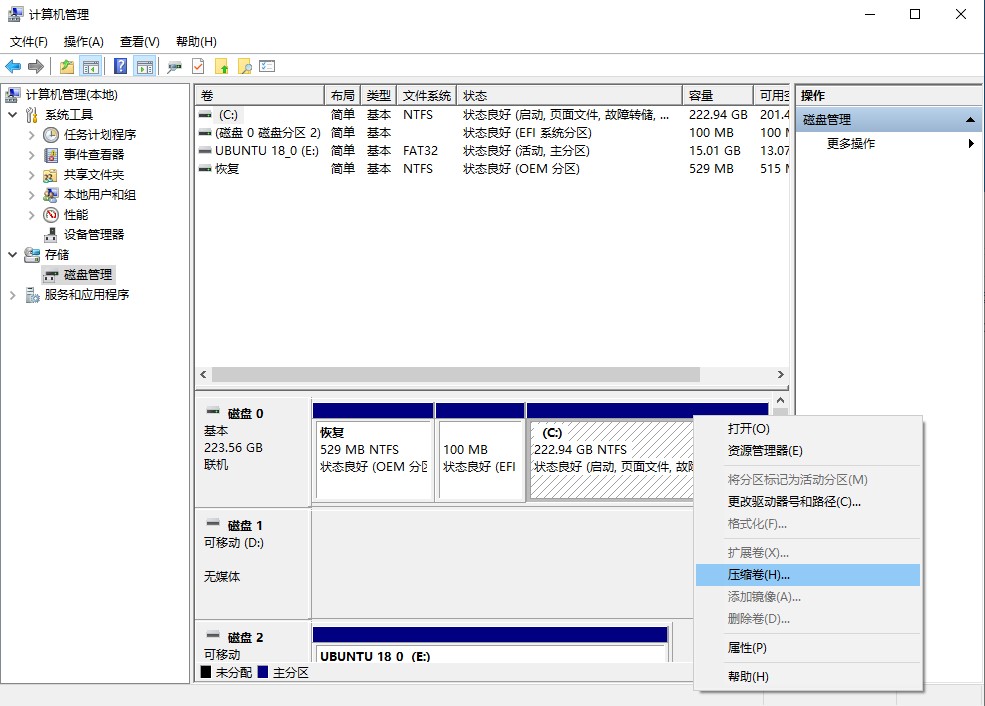 计算机管理
文件(F) 操作(A) 查看(V) 帮助(H)
计算机管理(本地)
系统工具
任务计划程序
事件查看器
共享文件夹
本地用户和组
性能
设备管理器
存储
磁盘管理
服务和应用程序
卷 布局 类型 文件系统 状态 容量 可用空
(C:) 简单 基本 NTFS 状态良好 (启动, 页面文件, 故障转储, ... 222.94 GB 201.4
(磁盘 0 磁盘分区 2) 简单 基本 状态良好 (EFI 系统分区) 100 MB 100 M
UBUNTU 18_0 (E:) 简单 基本 FAT32 状态良好 (活动, 主分区) 15.01 GB 13.07
恢复 简单 基本 NTFS 状态良好 (OEM 分区) 529 MB 515 M
操作
磁盘管理
更多操作
磁盘 0
基本
223.56 GB
联机
恢复
529 MB NTFS
状态良好 (OEM 分区
100 MB
状态良好 (EFI
(C:)
222.94 GB NTFS
状态良好 (启动, 页面文件, 故障
磁盘 1
可移动 (D:)
无媒体
磁盘 2
可移动
UBUNTU 18_0 (E:)
未分配 主分区
打开(O)
资源管理器(E)
将分区标记为活动分区(M)
更改驱动器号和路径(C)...
格式化(F)...
扩展卷(X)...
压缩卷(H)...
添加镜像(A)...
删除卷(D)...
属性(P)
帮助(H)